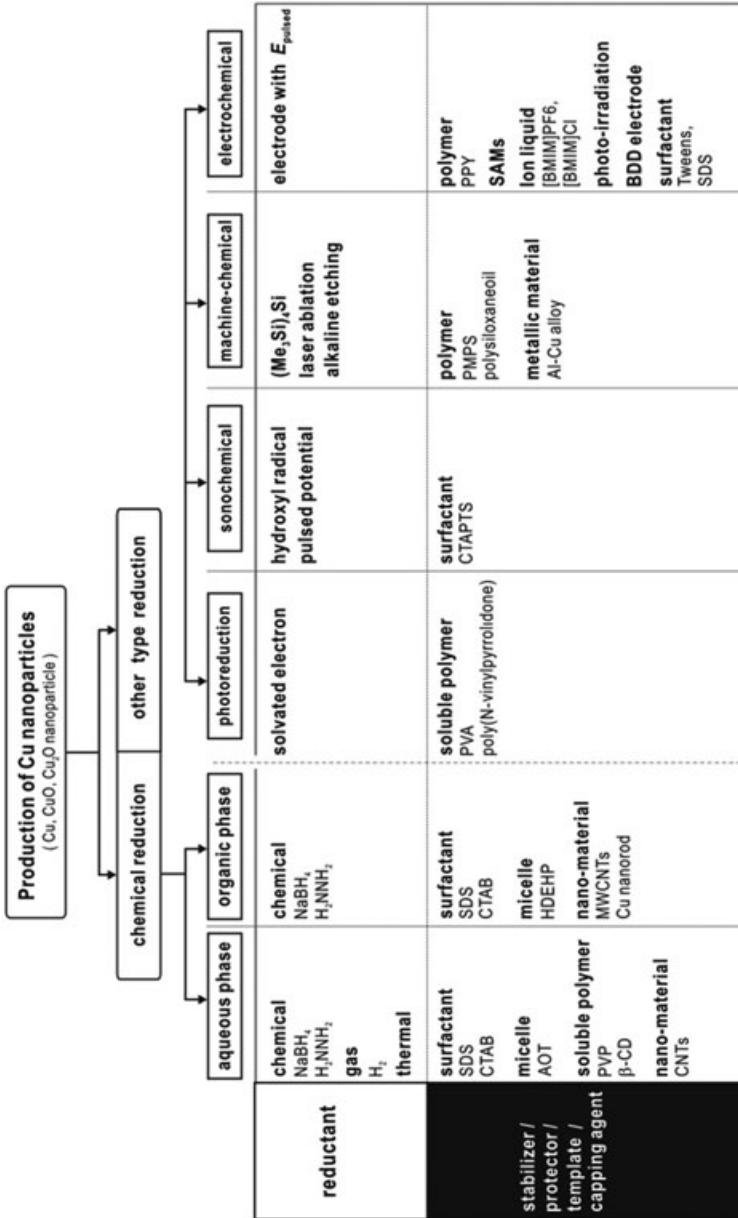 Production of Cu nanoparticles
( Cu, CuO, Cu₂O nanoparticle )
chemical reduction
other type reduction
aqueous phase
organic phase
photoreduction
sonochemical
machine-chemical
electrochemical
reductant
chemical
NaBH₄
H₂NNH₂
gas
H₂
thermal
chemical
NaBH₄
H₂NNH₂
solvated electron
hydroxyl radical
pulsed potential
(Me₃Si)₄Si
laser ablation
alkaline etching
electrode with E pulsed
stabilizer /
protector /
template /
capping agent
surfactant
SDS
CTAB
micelle
AOT
soluble polymer
PVP
β-CD
nano-material
CNTs
surfactant
SDS
CTAB
micelle
HDEHP
nano-material
MWCNTs
Cu nanorod
soluble polymer
PVA
poly(N-vinylpyrrolidone)
surfactant
CTAPTS
polymer
PMPS
polysiloxaneoil
metallic material
Al-Cu alloy
polymer
PPY
SAMs
Ion liquid
[BMIM]PF6,
[BMIM]Cl
photo-irradiation
BDD electrode
surfactant
Tweens,
SDS